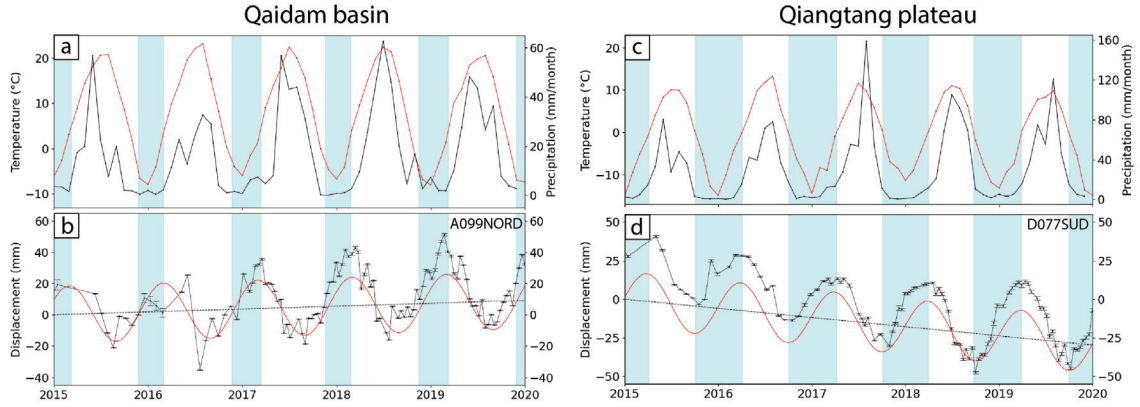 Qaidam basin
Qiangtang plateau
a
20
10
0
−10
Temperature (°C)
60
40
20
0
Precipitation (mm/month)
c
20
10
0
−10
Temperature (°C)
160
120
80
40
0
Precipitation (mm/month)
b
A099NORD
60
40
20
0
−20
−40
Displacement (mm)
60
40
20
0
−20
−40
2015 2016 2017 2018 2019 2020
d
D077SUD
50
25
0
−25
−50
Displacement (mm)
50
25
0
−25
−50
2015 2016 2017 2018 2019 2020